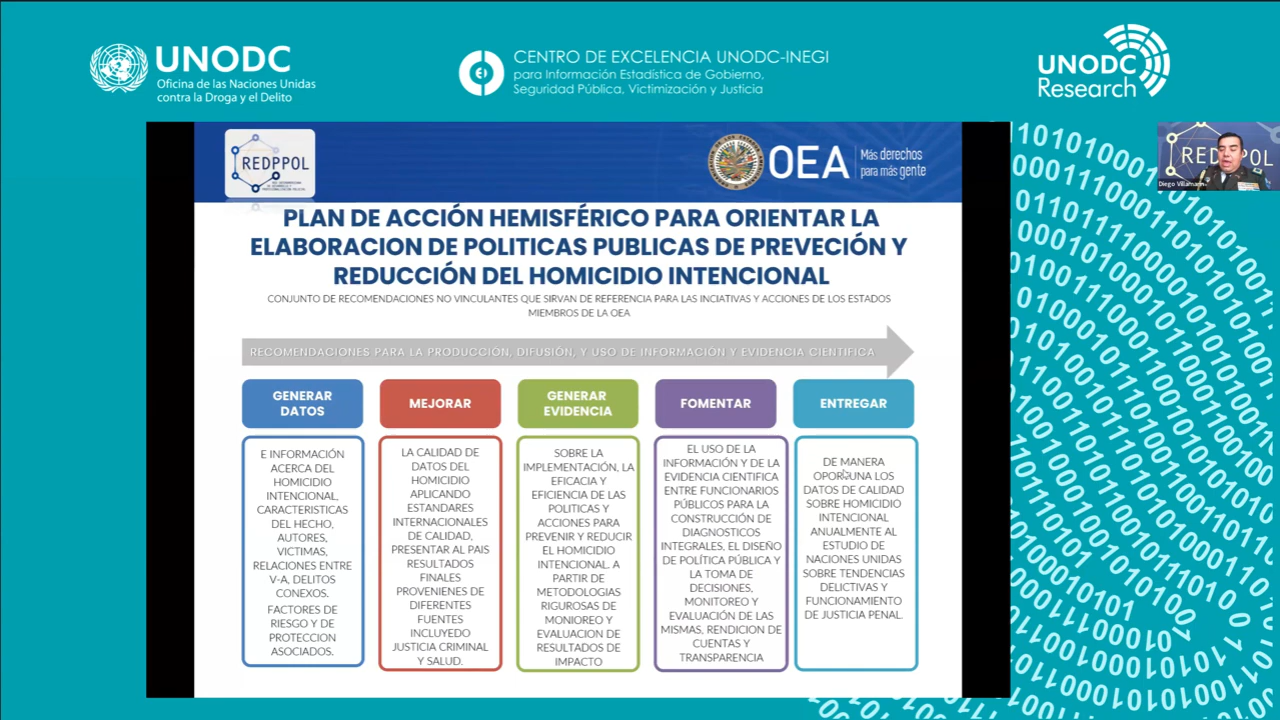 UNODC
Oficina de las Naciones Unidas
contra la Droga y el Delito
CENTRO DE EXCELENCIA UNODC-INEGI
para Información Estadística de Gobierno,
Seguridad Pública, Victimización y Justicia
UNODC
Research
REDPPOL
OEA
Más derechos
para más gente
REDPPOL
Diego Villamarin
PLAN DE ACCIÓN HEMISFÉRICO PARA ORIENTAR LA
ELABORACION DE POLITICAS PUBLICAS DE PREVECIÓN Y
REDUCCIÓN DEL HOMICIDIO INTENCIONAL
CONJUNTO DE RECOMENDACIONES NO VINCULANTES QUE SIRVAN DE REFERENCIA PARA LAS INCIATIVAS Y ACCIONES DE LOS ESTADOS
MIEMBROS DE LA OEA
RECOMENDACIONES PARA LA PRODUCCIÓN, DIFUSIÓN, Y USO DE INFORMACIÓN Y EVIDENCIA CIENTIFICA
GENERAR
DATOS
E INFORMACIÓN
ACERCA DEL
HOMICIDIO
INTENCIONAL,
CARACTERISTICAS
DEL HECHO,
AUTORES,
VICTIMAS,
RELACIONES ENTRE
V-A, DELITOS
CONEXOS.
FACTORES DE
RIESGO Y DE
PROTECCION
ASOCIADOS.
MEJORAR
LA CALIDAD DE
DATOS DEL
HOMICIDIO
APLICANDO
ESTANDARES
INTERNACIONALES
DE CALIDAD,
PRESENTAR AL PAIS
RESULTADOS
FINALES
PROVENIENES DE
DIFERENTES
FUENTES
INCLUYEDO
JUSTICIA CRIMINAL
Y SALUD.
GENERAR
EVIDENCIA
SOBRE LA
IMPLEMENTACIÓN, LA
EFICACIA Y
EFICIENCIA DE LAS
POLITICAS Y
ACCIONES PARA
PREVENIR Y REDUCIR
EL HOMICIDIO
INTENCIONAL. A
PARTIR DE
METODOLOGIAS
RIGUROSAS DE
MONIOREO Y
EVALUACION DE
RESULTADOS DE
IMPACTO
FOMENTAR
EL USO DE LA
INFORMACIÓN Y DE LA
EVIDENCIA CIENTIFICA
ENTRE FUNCIONARIOS
PÚBLICOS PARA LA
CONSTRUCCIÓN DE
DIAGNOSTICOS
INTEGRALES, EL DISEÑO
DE POLÍTICA PÚBLICA Y
LA TOMA DE
DECISIONES,
MONITOREO Y
EVALUACIÓN DE LAS
MISMAS, RENDICION DE
CUENTAS Y
TRANSPARENCIA
ENTREGAR
DE MANERA
OPORUNA LOS
DATOS DE CALIDAD
SOBRE HOMICIDIO
INTENCIONAL
ANUALMENTE AL
ESTUDIO DE
NACIONES UNIDAS
SOBRE TENDENCIAS
DELICTIVAS Y
FUNCIONAMIENTO
DE JUSTICIA PENAL.